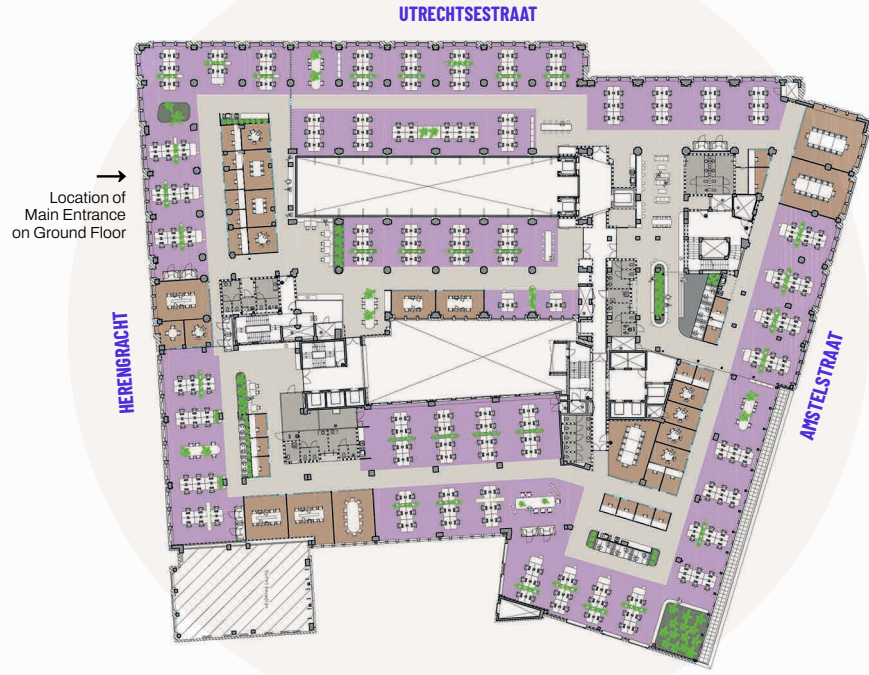 UTRECHTSESTRAAT
Location of
Main Entrance
on Ground Floor
HERENGRACHT
AMSTELSTRAAT